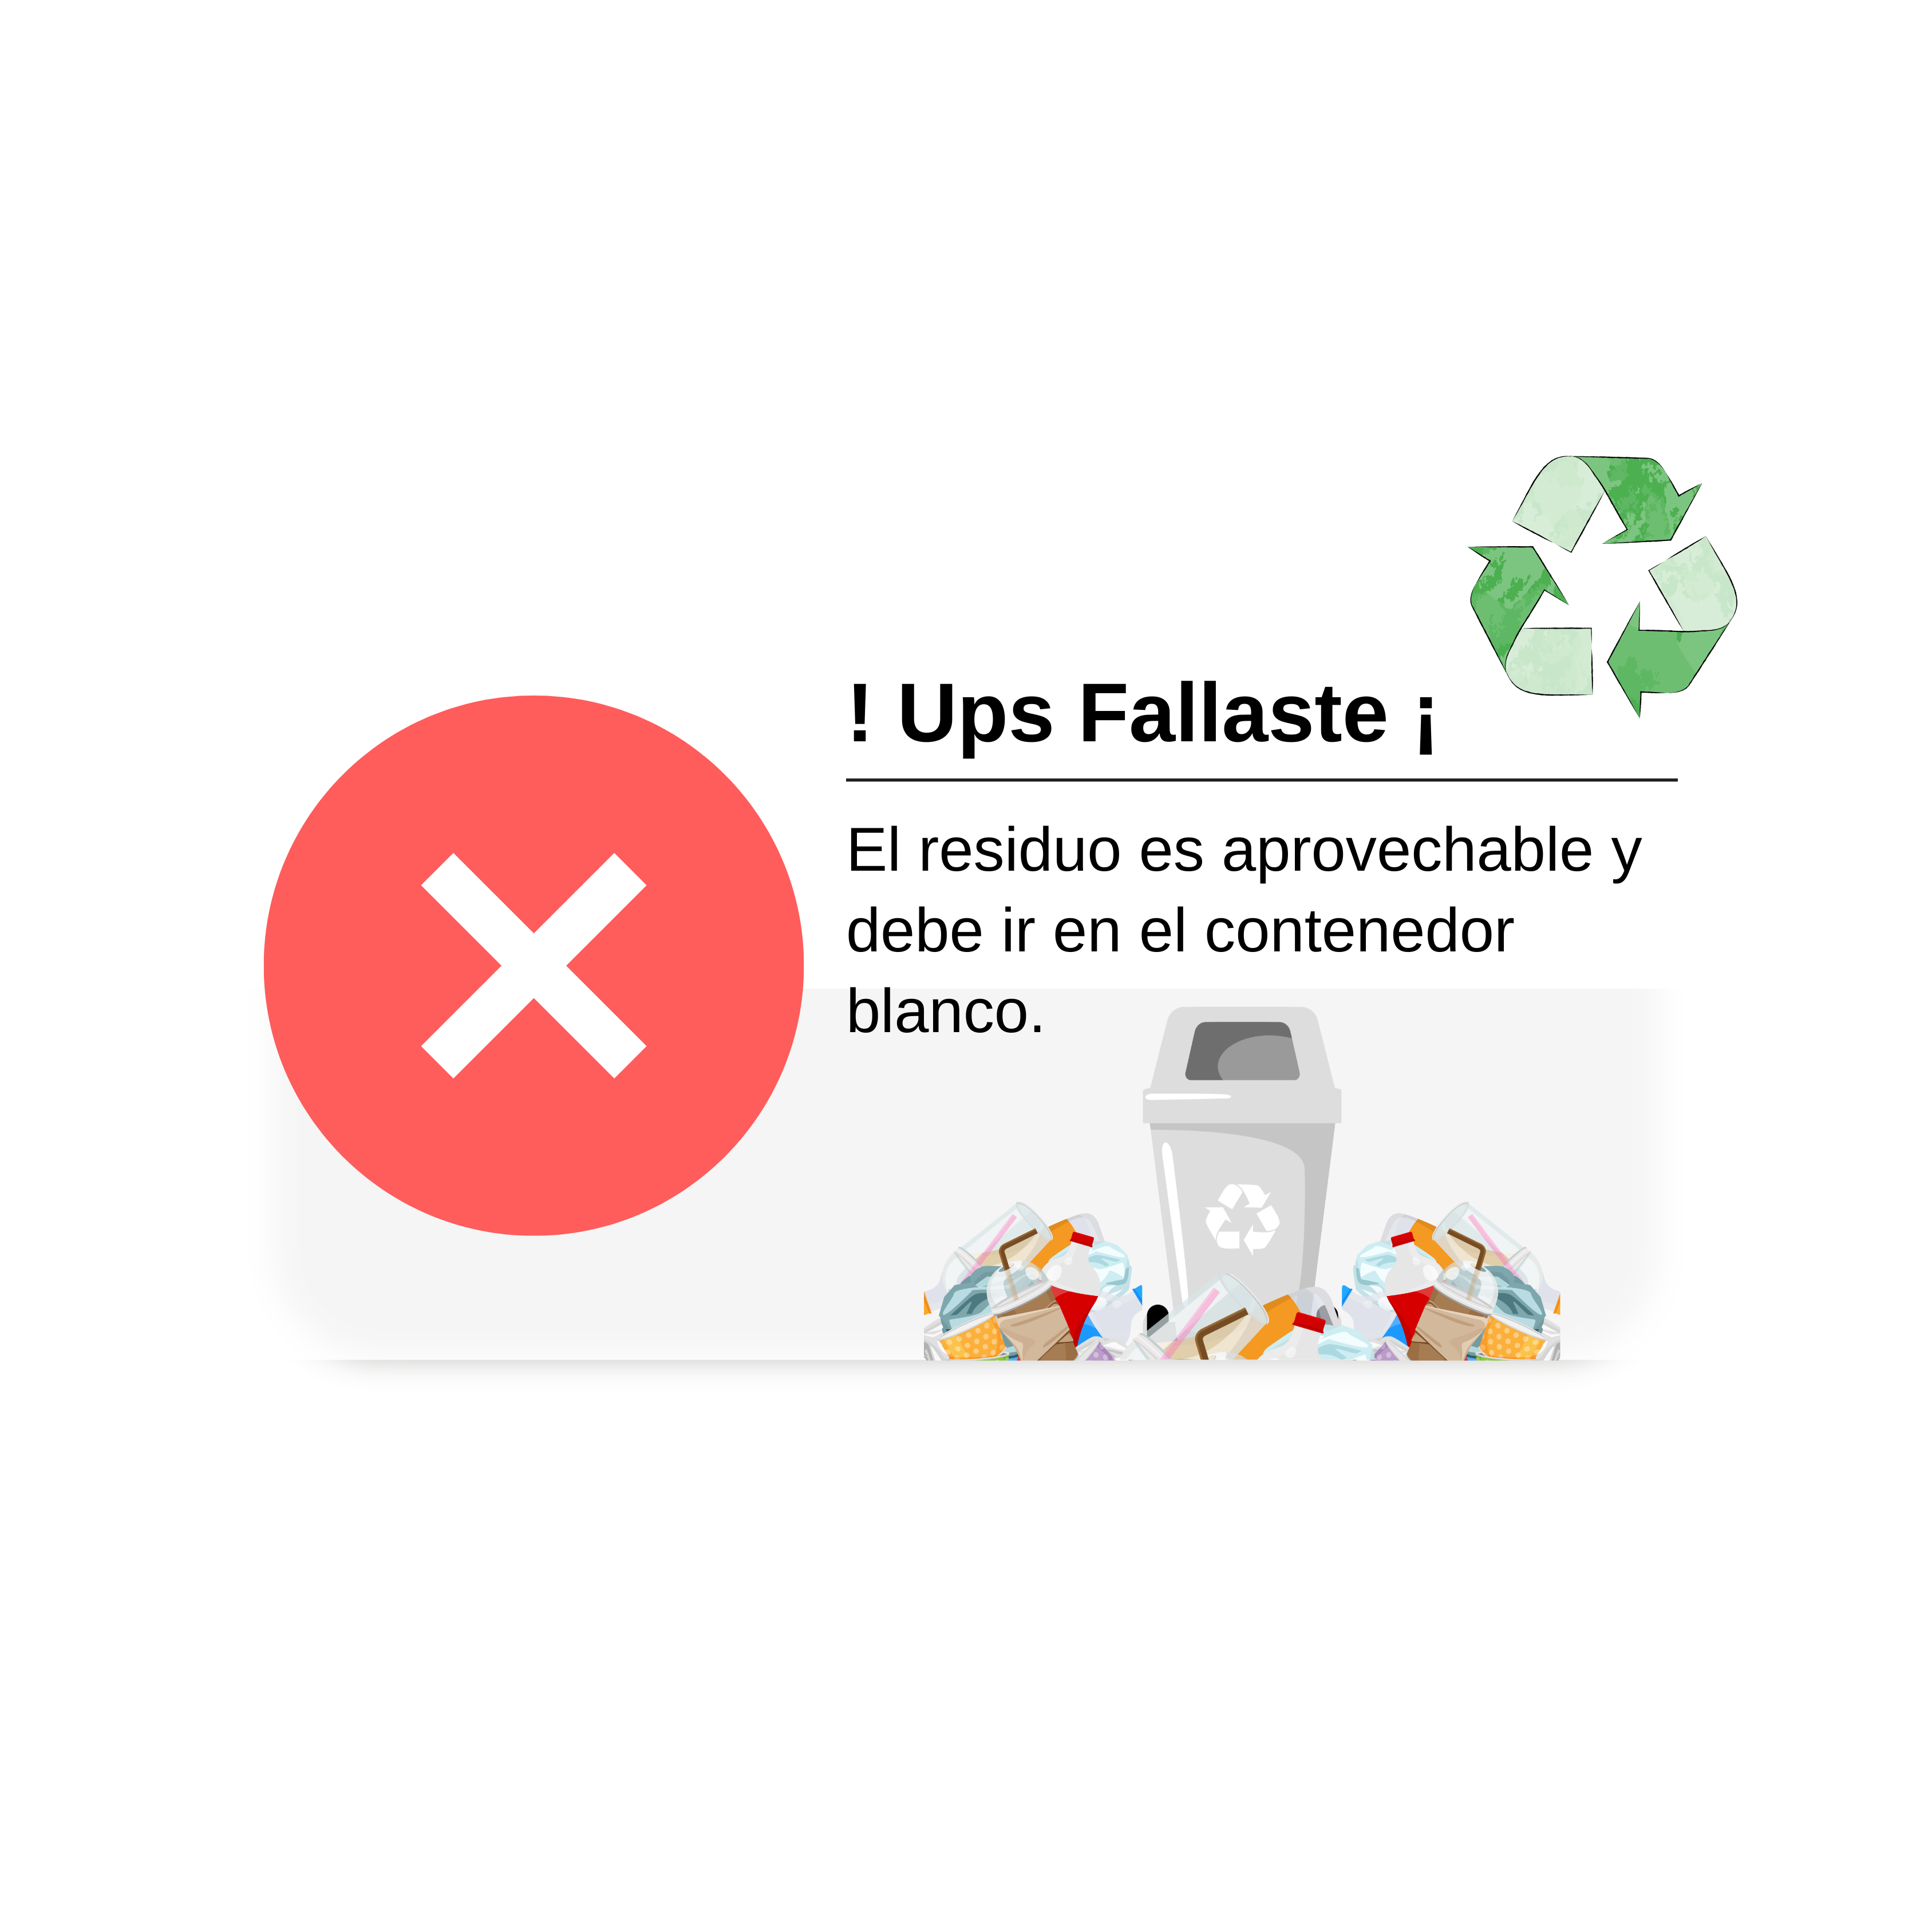 ! Ups Fallaste ¡
El residuo es aprovechable y
debe ir en el contenedor
blanco.